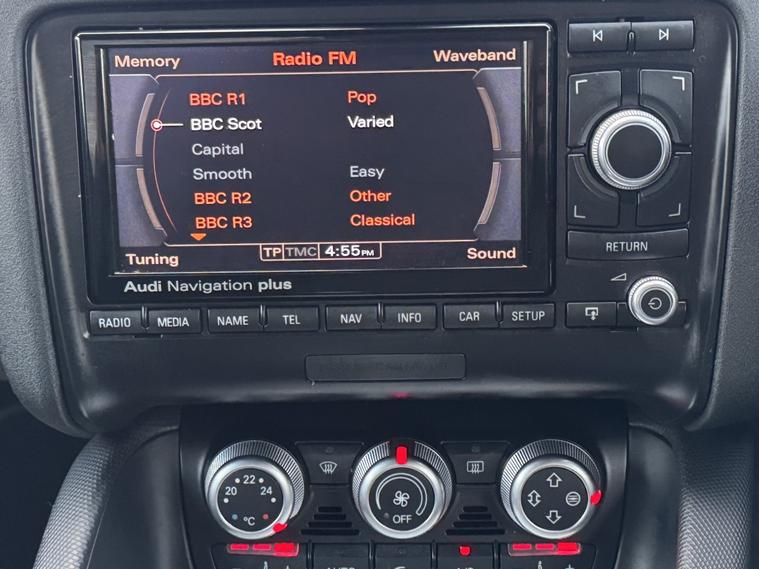 Memory Radio FM Waveband
BBC R1 Pop
BBC Scot Varied
Capital
Smooth Easy
BBC R2 Other
BBC R3 Classical
TP TMC 4:55 PM
Tuning Sound
Audi Navigation plus
RETURN
RADIO MEDIA NAME TEL NAV INFO CAR SETUP
22
20 24
°C
OFF